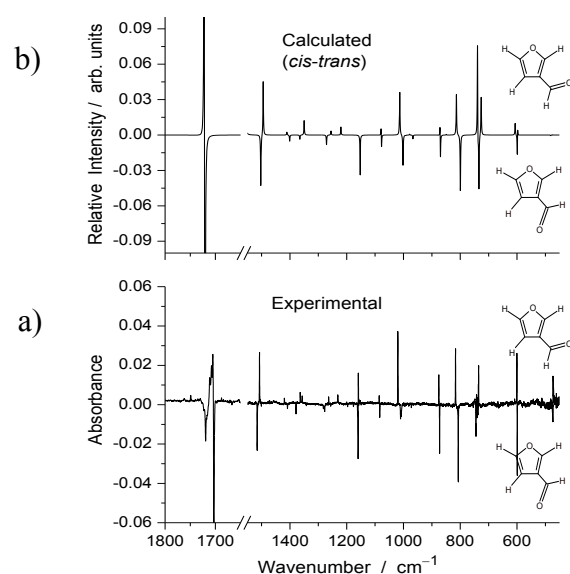 b)
Calculated
(cis-trans)
Relative Intensity / arb. units
0.09
0.06
0.03
0.00
-0.03
-0.06
-0.09
H O H
H O
H
H O H
H H
O
a)
Experimental
Absorbance
0.06
0.04
0.02
0.00
-0.02
-0.04
-0.06
H O H
H O
H
H O H
H H
O
1800 1700 1400 1200 1000 800 600
Wavenumber / cm⁻¹